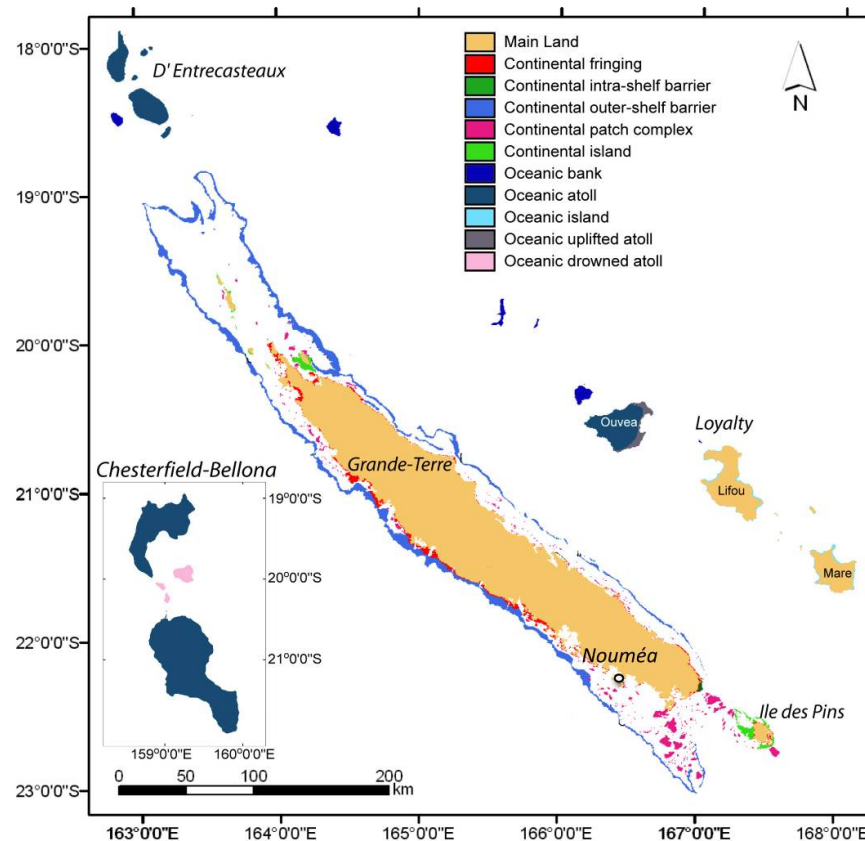 18°0'0"S
19°0'0"S
20°0'0"S
21°0'0"S
22°0'0"S
23°0'0"S
D' Entrecasteaux
Main Land
Continental fringing
Continental intra-shelf barrier
Continental outer-shelf barrier
Continental patch complex
Continental island
Oceanic bank
Oceanic atoll
Oceanic island
Oceanic uplifted atoll
Oceanic drowned atoll
N
Ouvea
Loyalty
Lifou
Mare
Grande-Terre
Nouméa
Ile des Pins
Chesterfield-Bellona
19°0'0"S
20°0'0"S
21°0'0"S
159°0'0"E
160°0'0"E
0
50
100
200
km
163°0'0"E
164°0'0"E
165°0'0"E
166°0'0"E
167°0'0"E
168°0'0"E